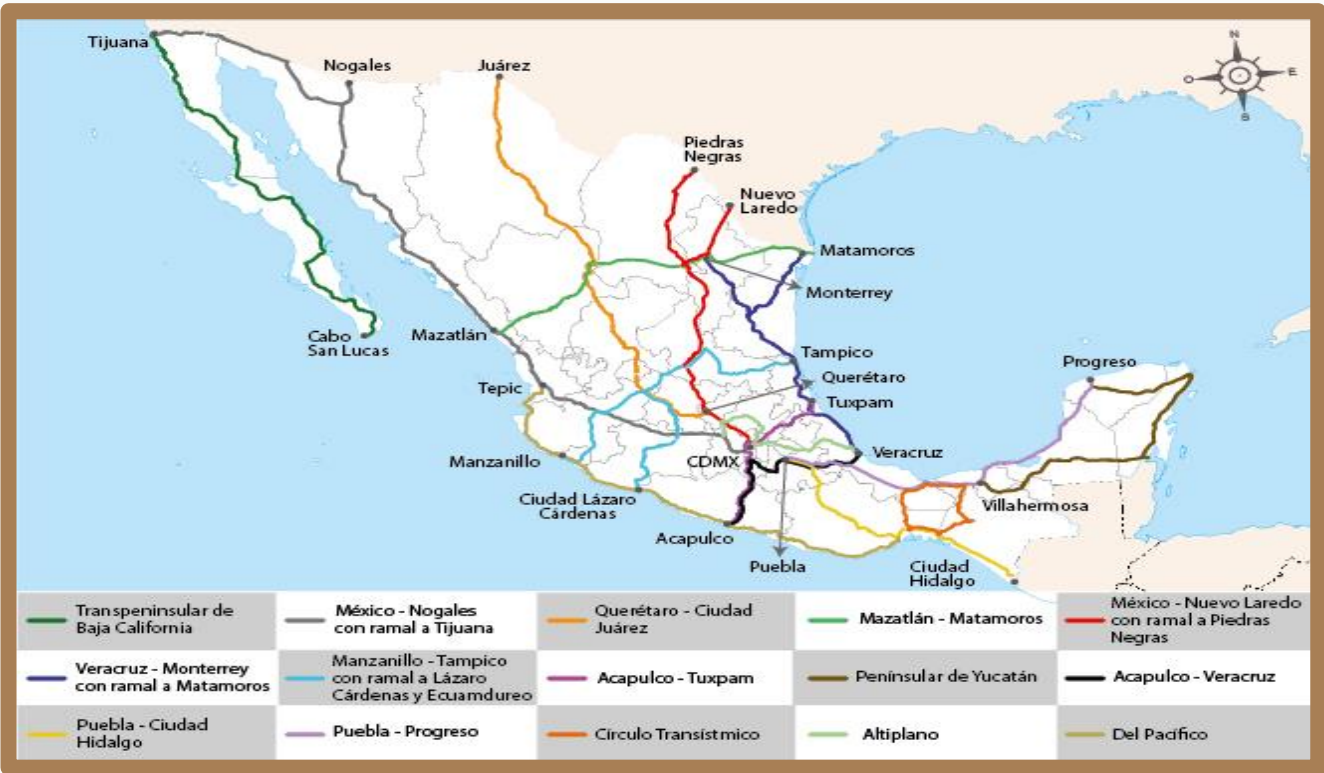 Tijuana
Nogales
Juárez
N
O
E
S
Piedras
Negras
Nuevo
Laredo
Matamoros
Monterrey
Cabo
San Lucas
Mazatlán
Tampico
Progreso
Querétaro
Tepic
Tuxpam
Manzanillo
CDMX
Veracruz
Ciudad Lázaro
Cárdenas
Villahermosa
Acapulco
Puebla
Ciudad
Hidalgo
Transpeninsular de
Baja California
México - Nogales
con ramal a Tijuana
Querétaro - Ciudad
Juárez
Mazatlán - Matamoros
México - Nuevo Laredo
con ramal a Piedras
Negras
Veracruz - Monterrey
con ramal a Matamoros
Manzanillo - Tampico
con ramal a Lázaro
Cárdenas y Ecuamdureo
Acapulco - Tuxpam
Penínsular de Yucatán
Acapulco - Veracruz
Puebla - Ciudad
Hidalgo
Puebla - Progreso
Círculo Transístmico
Altiplano
Del Pacífico